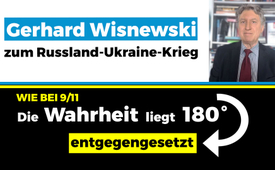 Gerhard Wisnewski
zum Russland-Ukraine-Krieg
WIE BEI 9/11
Die Wahrheit liegt 180°
entgegengesetzt